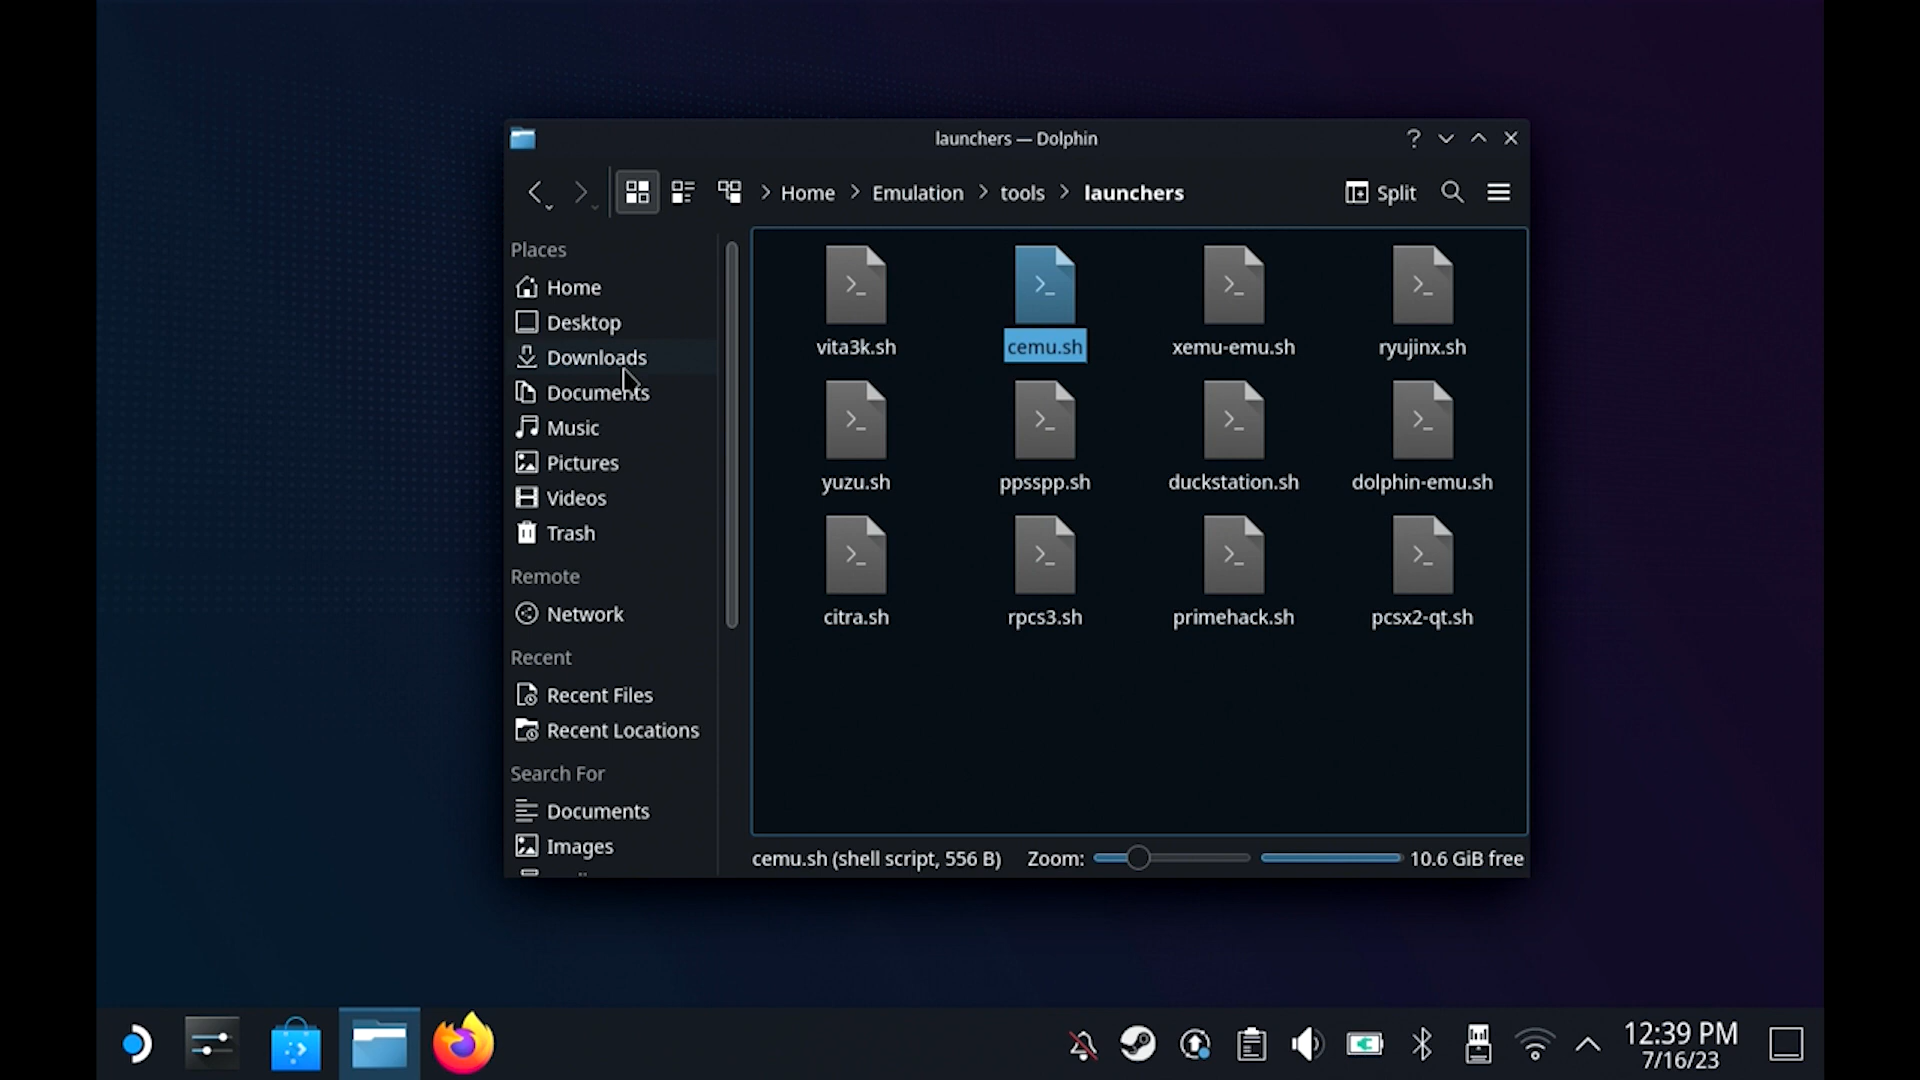 launchers — Dolphin
Home
Emulation
tools
launchers
Split
Places
Home
Desktop
Downloads
Documents
Music
Pictures
Videos
Trash
Remote
Network
Recent
Recent Files
Recent Locations
Search For
Documents
Images
vita3k.sh
cemu.sh
xemu-emu.sh
ryujinx.sh
yuzu.sh
ppsspp.sh
duckstation.sh
dolphin-emu.sh
citra.sh
rpcs3.sh
primehack.sh
pcsx2-qt.sh
cemu.sh (shell script, 556 B)
Zoom:
10.6 GiB free
12:39 PM
7/16/23